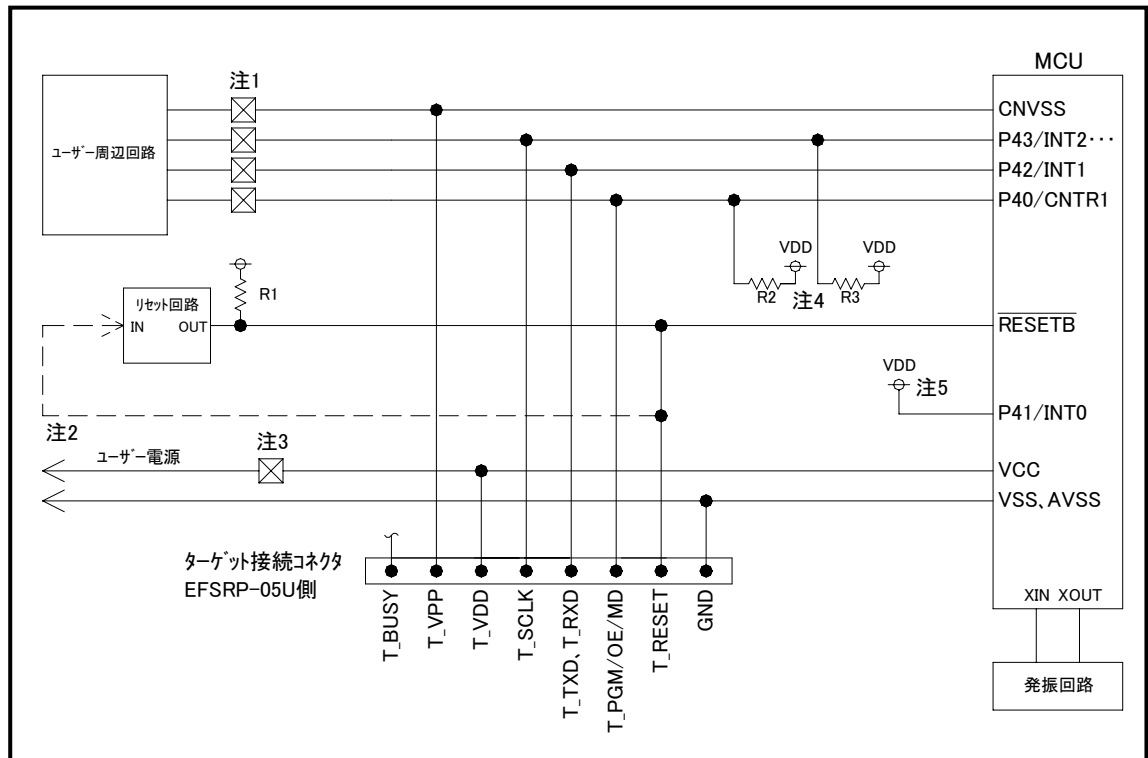 MCU
注1
CNVSS
P43/INT2･･･
ユーザー周辺回路
P42/INT1
P40/CNTR1
VDD
VDD
R1
R2
注4
R3
リセット回路
IN
OUT
RESETB
VDD
注5
P41/INT0
注2
ユーザー電源
注3
VCC
VSS、AVSS
ターゲット接続コネクタ
EFSRP-05U側
T_BUSY
T_VPP
T_VDD
T_SCLK
T_TXD、T_RXD
T_PGM/OE/MD
T_RESET
GND
XIN XOUT
発振回路